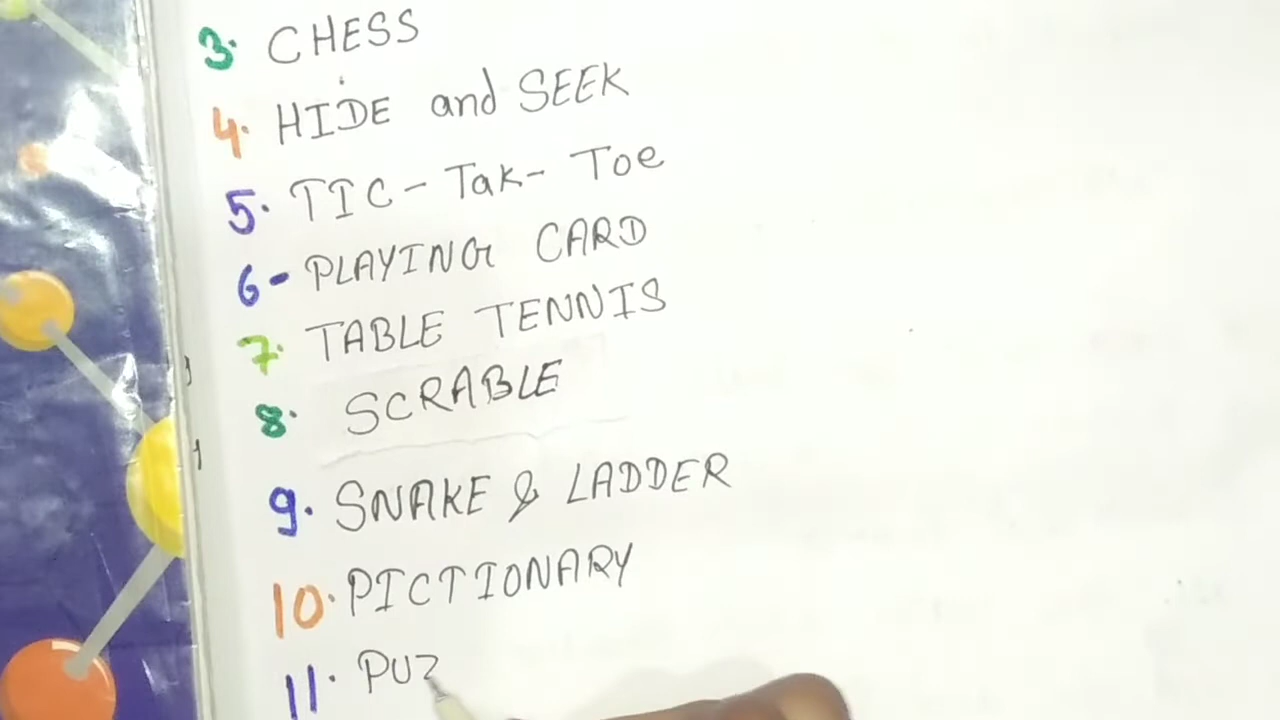 3. CHESS
4. HIDE and SEEK
5. TIC - Tak - Toe
6 - PLAYING CARD
7. TABLE TENNIS
8. SCRABLE
9. SNAKE & LADDER
10. PICTIONARY
11. PUZ